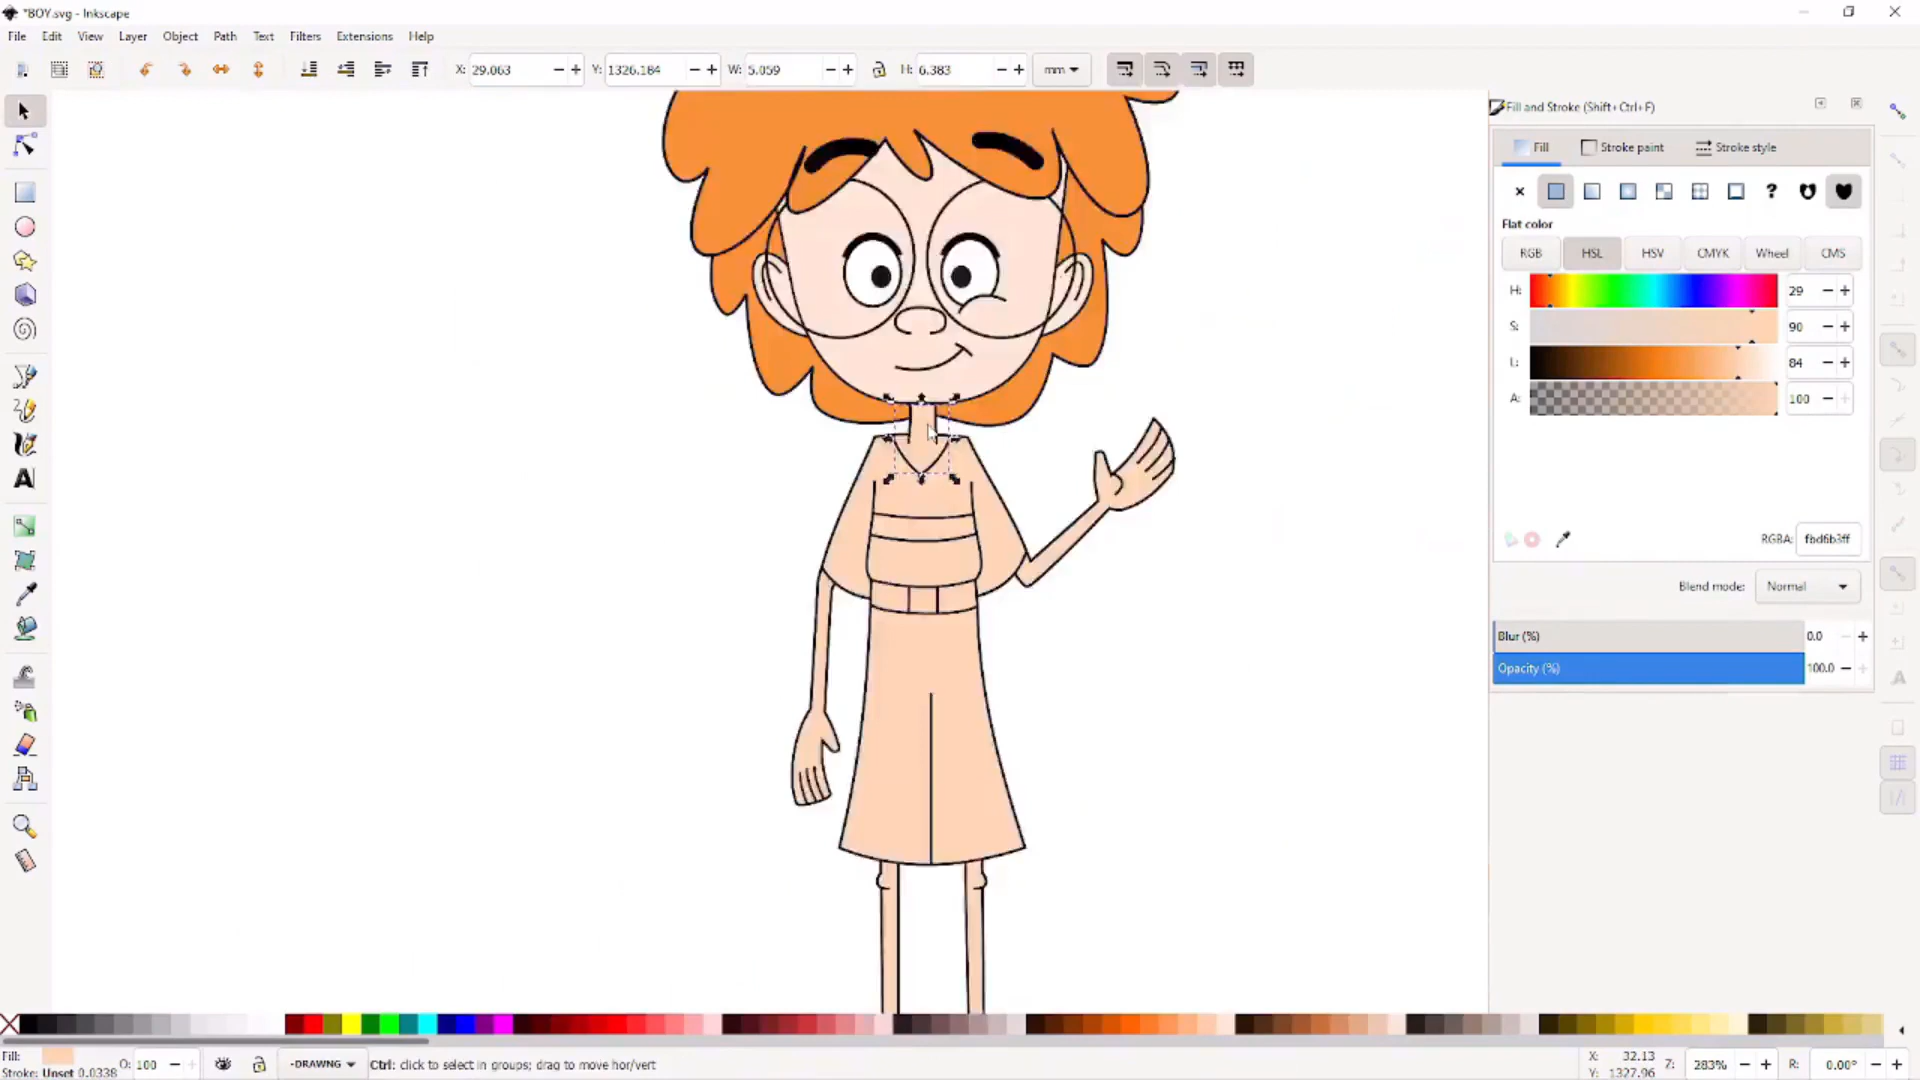 *BOY.svg - Inkscape
File Edit View Layer Object Path Text Filters Extensions Help
X: 29.063 − + Y: 1326.184 − + W: 5.059 − + H: 6.383 − + mm
Fill and Stroke (Shift+Ctrl+F)
Fill Stroke paint Stroke style
Flat color
RGB HSL HSV CMYK Wheel CMS
H: 29 − +
S: 90 − +
L: 84 − +
A: 100 − +
RGBA: fbd6b3ff
Blend mode: Normal
Blur (%) 0.0 − +
Opacity (%) 100.0 − +
Fill: O: 100 − + -DRAWNG Ctrl: click to select in groups; drag to move hor/vert X: 32.13 Z: 283% − + R: 0.00° − +
Stroke: Unset 0.0338 Y: 1327.96